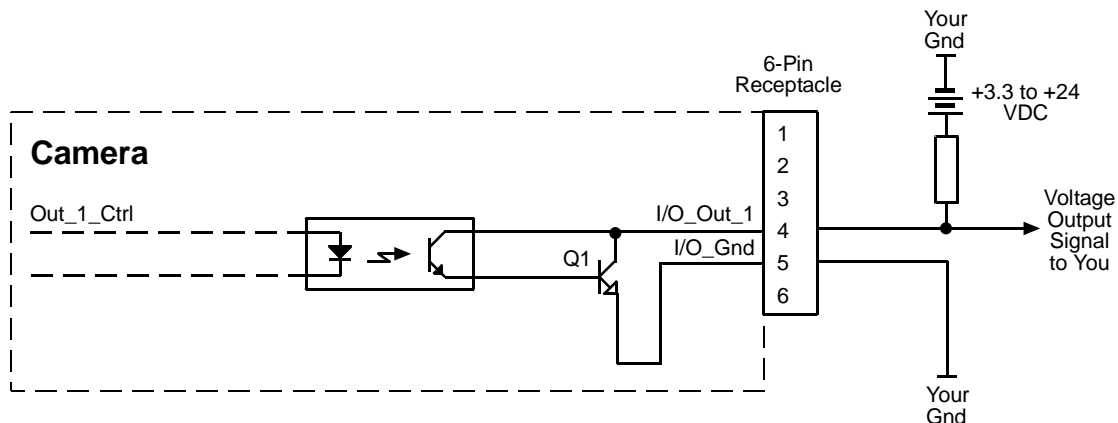 Your
Gnd
6-Pin
Receptacle
+3.3 to +24
VDC
Camera
1
2
3
4
5
6
Out_1_Ctrl
I/O_Out_1
I/O_Gnd
Q1
Voltage
Output
Signal
to You
Your
Gnd